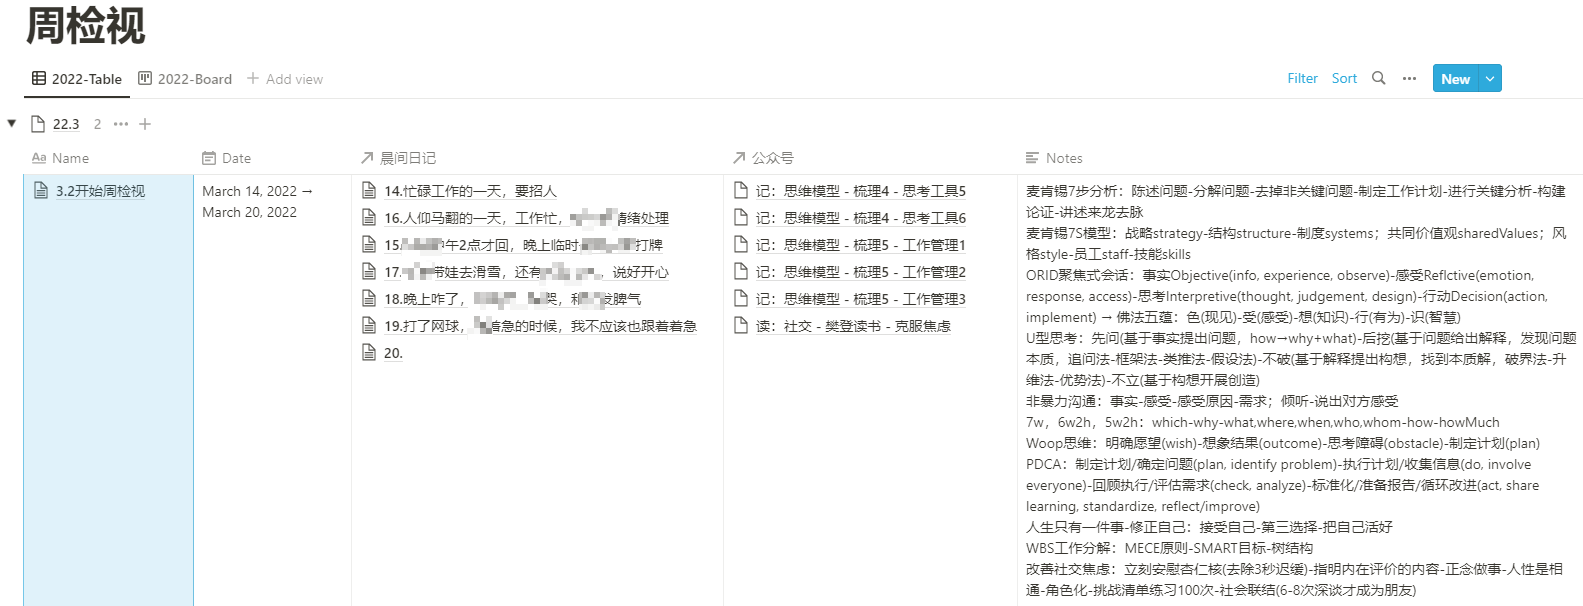 周检视
2022-Table 2022-Board + Add view Filter Sort New
22.3 2
Aa Name Date 晨间日记 公众号 Notes
3.2开始周检视
March 14, 2022 →
March 20, 2022
14.忙碌工作的一天，要招人
16.人仰马翻的一天，工作忙，情绪处理
15.午2点才回，晚上临时打牌
17.带娃去滑雪，还有，说好开心
18.晚上咋了，哭，和发脾气
19.打了网球，着急的时候，我不应该也跟着着急
20.
记：思维模型 - 梳理4 - 思考工具5
记：思维模型 - 梳理4 - 思考工具6
记：思维模型 - 梳理5 - 工作管理1
记：思维模型 - 梳理5 - 工作管理2
记：思维模型 - 梳理5 - 工作管理3
读：社交 - 樊登读书 - 克服焦虑
麦肯锡7步分析：陈述问题-分解问题-去掉非关键问题-制定工作计划-进行关键分析-构建
论证-讲述来龙去脉
麦肯锡7S模型：战略strategy-结构structure-制度systems；共同价值观sharedValues；风
格style-员工staff-技能skills
ORID聚焦式会话：事实Objective(info, experience, observe)-感受Reflctive(emotion,
response, access)-思考Interpretive(thought, judgement, design)-行动Decision(action,
implement) → 佛法五蕴：色(现见)-受(感受)-想(知识)-行(有为)-识(智慧)
U型思考：先问(基于事实提出问题，how→why+what)-后挖(基于问题给出解释，发现问题
本质，追问法-框架法-类推法-假设法)-不破(基于解释提出构想，找到本质解，破界法-升
维法-优势法)-不立(基于构想开展创造)
非暴力沟通：事实-感受-感受原因-需求；倾听-说出对方感受
7w，6w2h，5w2h：which-why-what,where,when,who,whom-how-howMuch
Woop思维：明确愿望(wish)-想象结果(outcome)-思考障碍(obstacle)-制定计划(plan)
PDCA：制定计划/确定问题(plan, identify problem)-执行计划/收集信息(do, involve
everyone)-回顾执行/评估需求(check, analyze)-标准化/准备报告/循环改进(act, share
learning, standardize, reflect/improve)
人生只有一件事-修正自己：接受自己-第三选择-把自己活好
WBS工作分解：MECE原则-SMART目标-树结构
改善社交焦虑：立刻安慰杏仁核(去除3秒迟缓)-指明内在评价的内容-正念做事-人性是相
通-角色化-挑战清单练习100次-社会联结(6-8次深谈才成为朋友)